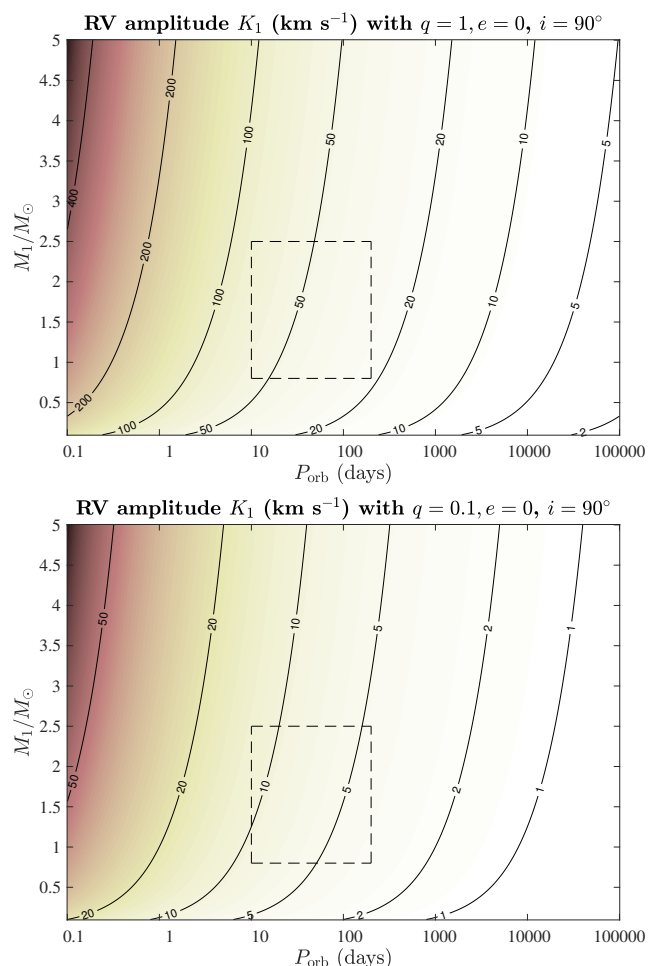 RV amplitude K₁ (km s⁻¹) with q = 1, e = 0, i = 90°
5
4.5
4
3.5
3
2.5
2
1.5
1
0.5
M₁/M⊙
200 100 50 20 10 5
400
200
100 50 20 10 5
200
100 50 20 10 5 2
0.1 1 10 100 1000 10000 100000
P_orb (days)
RV amplitude K₁ (km s⁻¹) with q = 0.1, e = 0, i = 90°
5
4.5
4
3.5
3
2.5
2
1.5
1
0.5
M₁/M⊙
50 20 10 5 2 1
50 20 10 5 2 1
20 10 5 2 1
0.1 1 10 100 1000 10000 100000
P_orb (days)